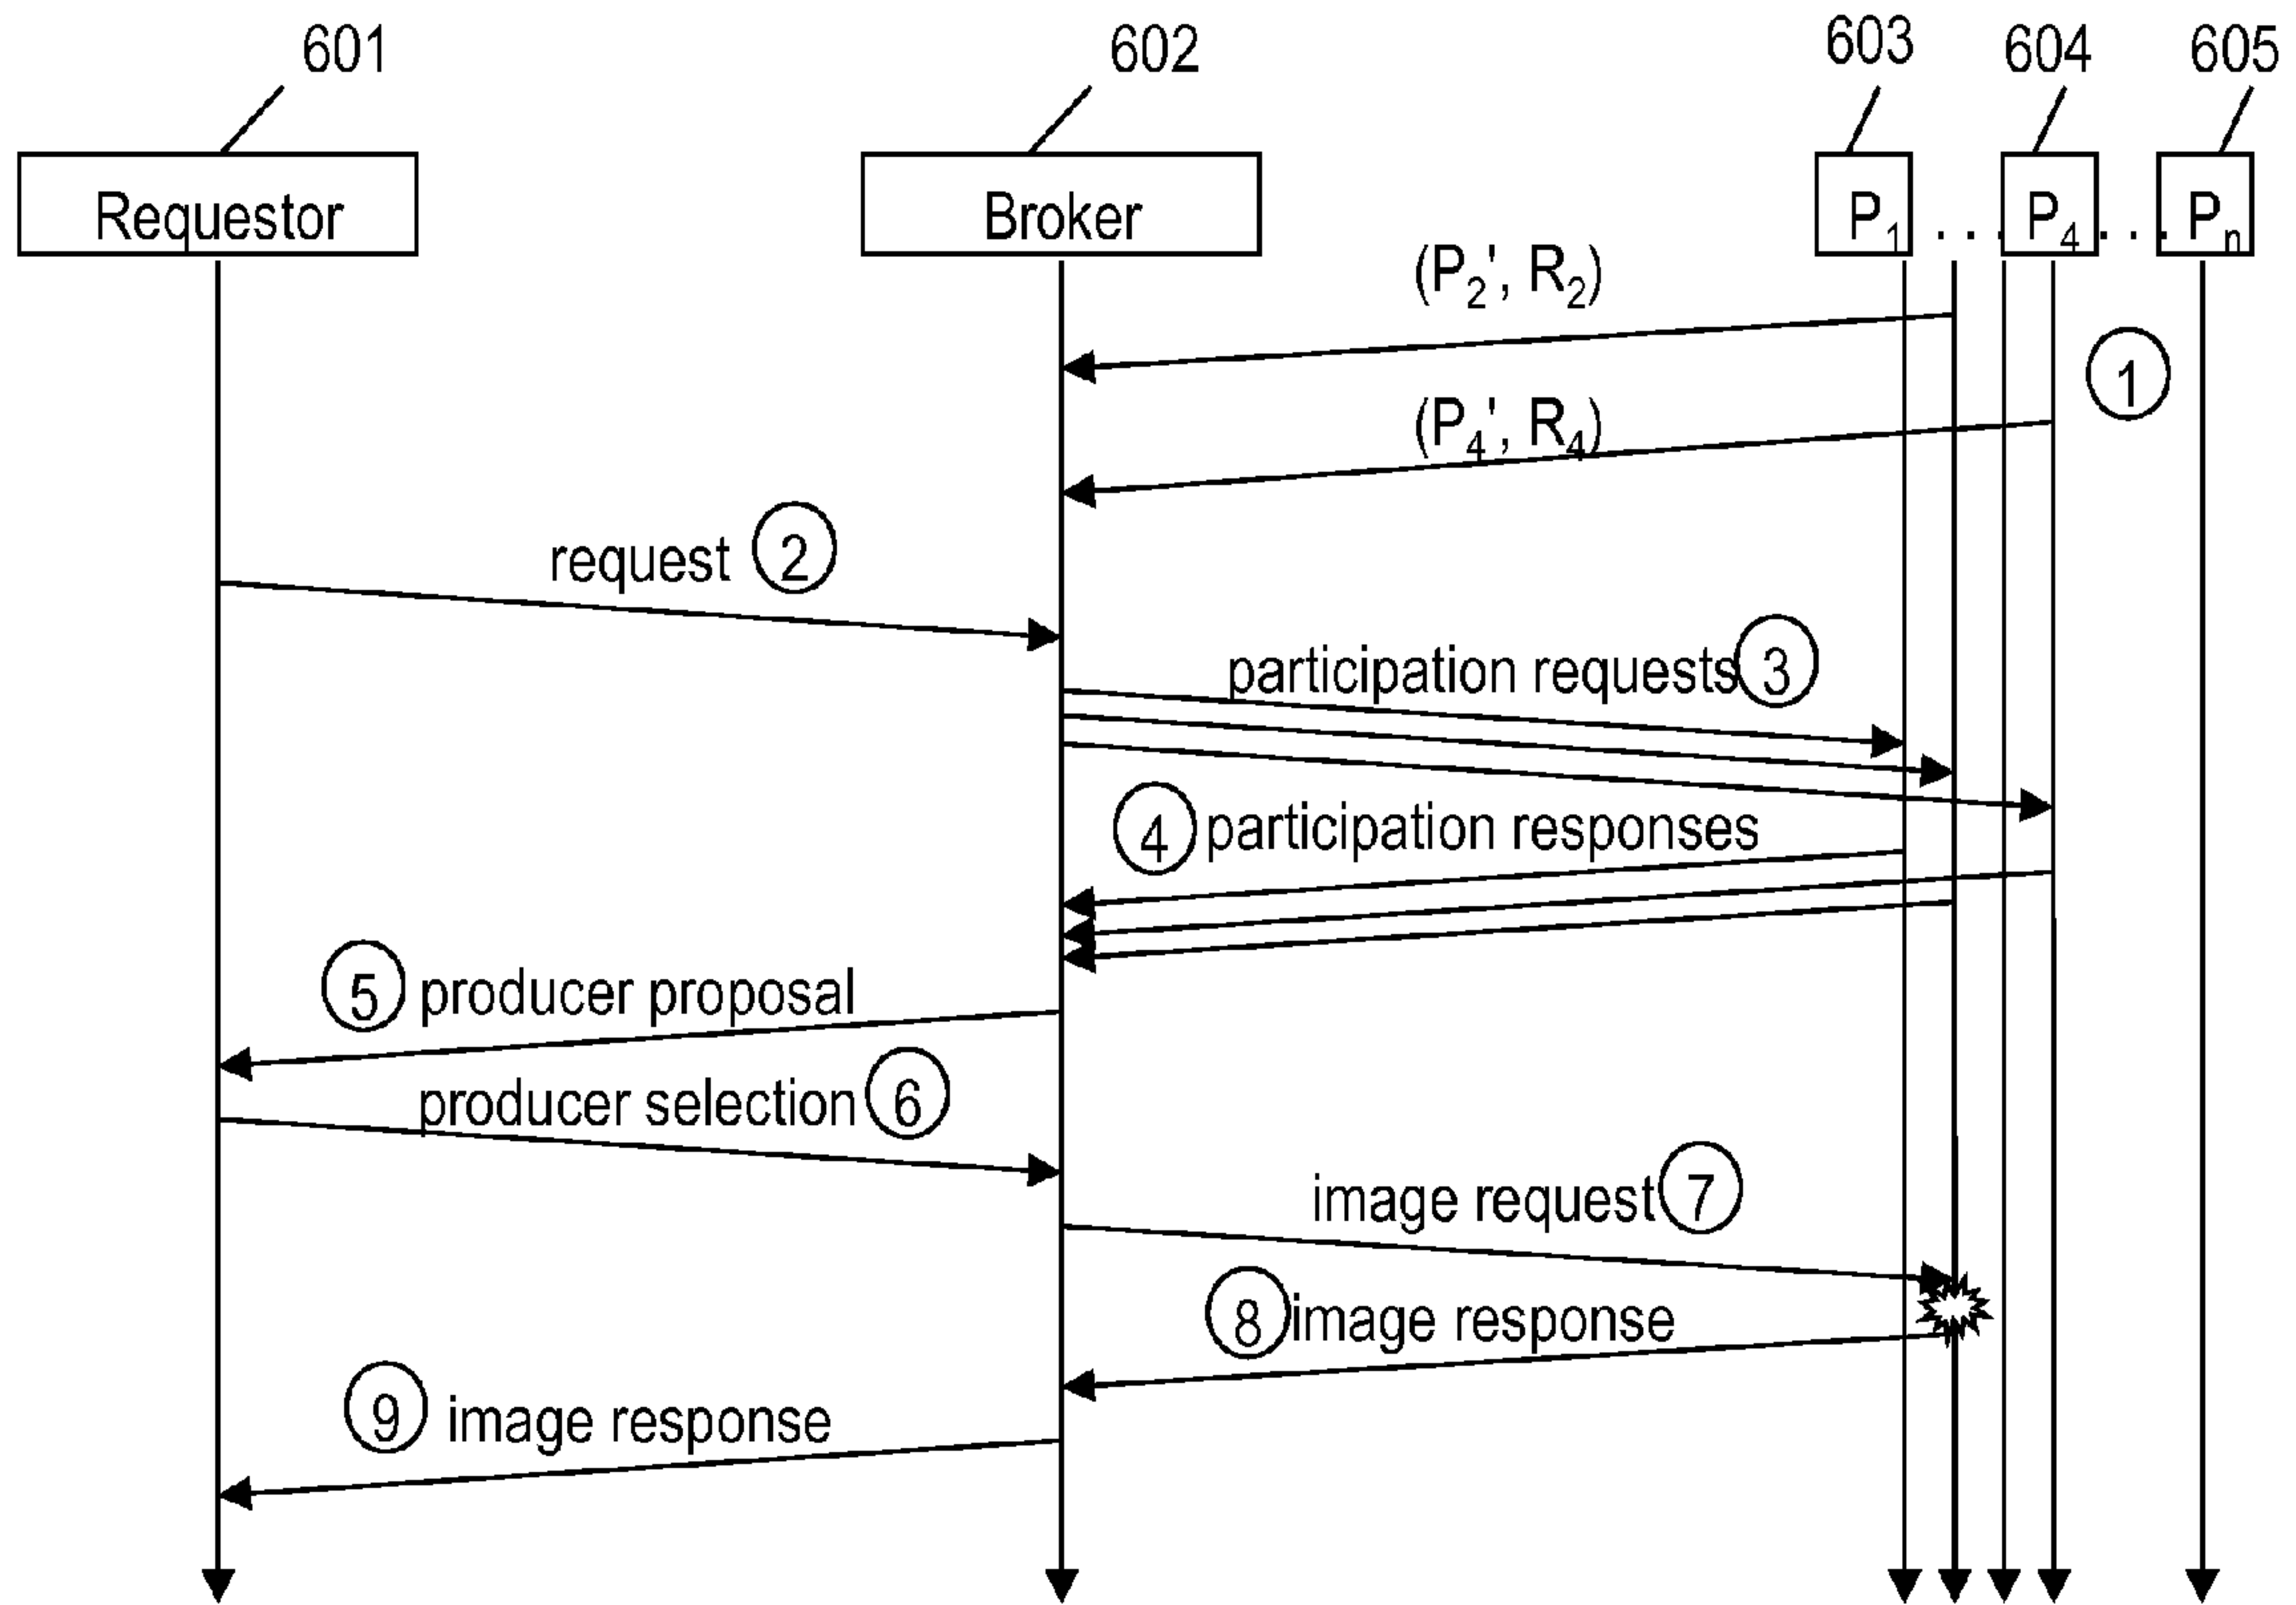 601 602 603 604 605
Requestor Broker P₁ ... P₄ ... Pₙ
(P₂', R₂)
1
(P₄', R₄)
request 2
participation requests 3
4 participation responses
5 producer proposal
producer selection 6
image request 7
8 image response
9 image response